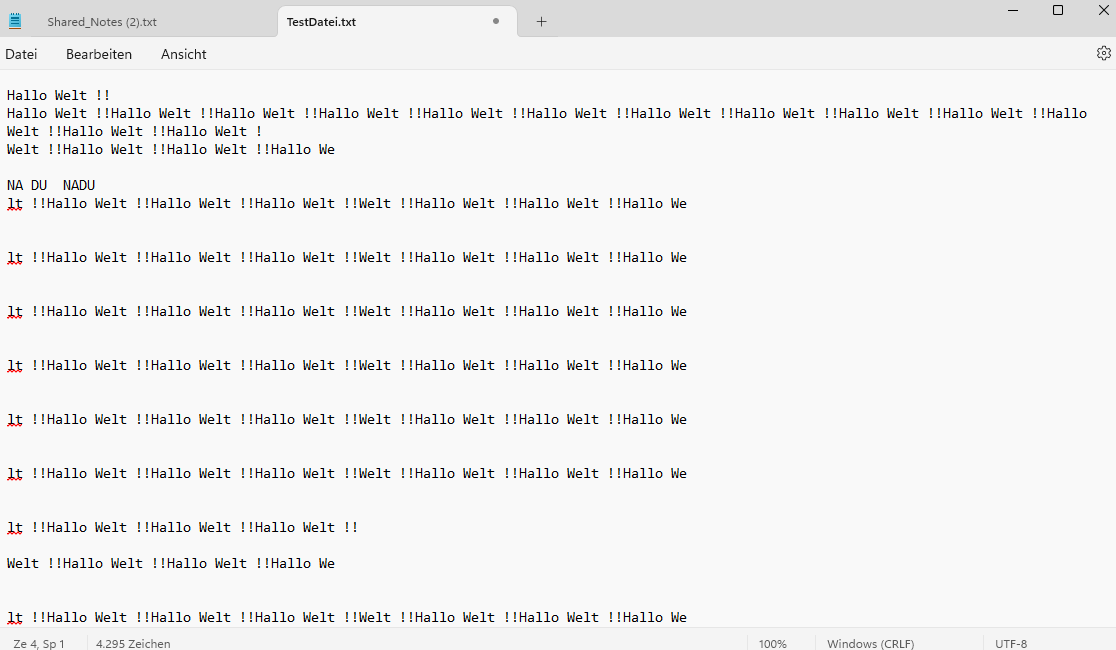 Shared_Notes (2).txt
TestDatei.txt
Datei Bearbeiten Ansicht
Hallo Welt !!
Hallo Welt !!Hallo Welt !!Hallo Welt !!Hallo Welt !!Hallo Welt !!Hallo Welt !!Hallo Welt !!Hallo Welt !!Hallo Welt !!Hallo Welt !!Hallo
Welt !!Hallo Welt !!Hallo Welt !
Welt !!Hallo Welt !!Hallo Welt !!Hallo We
NA DU  NADU
lt !!Hallo Welt !!Hallo Welt !!Hallo Welt !!Welt !!Hallo Welt !!Hallo Welt !!Hallo We
lt !!Hallo Welt !!Hallo Welt !!Hallo Welt !!Welt !!Hallo Welt !!Hallo Welt !!Hallo We
lt !!Hallo Welt !!Hallo Welt !!Hallo Welt !!Welt !!Hallo Welt !!Hallo Welt !!Hallo We
lt !!Hallo Welt !!Hallo Welt !!Hallo Welt !!Welt !!Hallo Welt !!Hallo Welt !!Hallo We
lt !!Hallo Welt !!Hallo Welt !!Hallo Welt !!Welt !!Hallo Welt !!Hallo Welt !!Hallo We
lt !!Hallo Welt !!Hallo Welt !!Hallo Welt !!Welt !!Hallo Welt !!Hallo Welt !!Hallo We
lt !!Hallo Welt !!Hallo Welt !!Hallo Welt !!
Welt !!Hallo Welt !!Hallo Welt !!Hallo We
lt !!Hallo Welt !!Hallo Welt !!Hallo Welt !!Welt !!Hallo Welt !!Hallo Welt !!Hallo We
Ze 4, Sp 1 4.295 Zeichen 100% Windows (CRLF) UTF-8